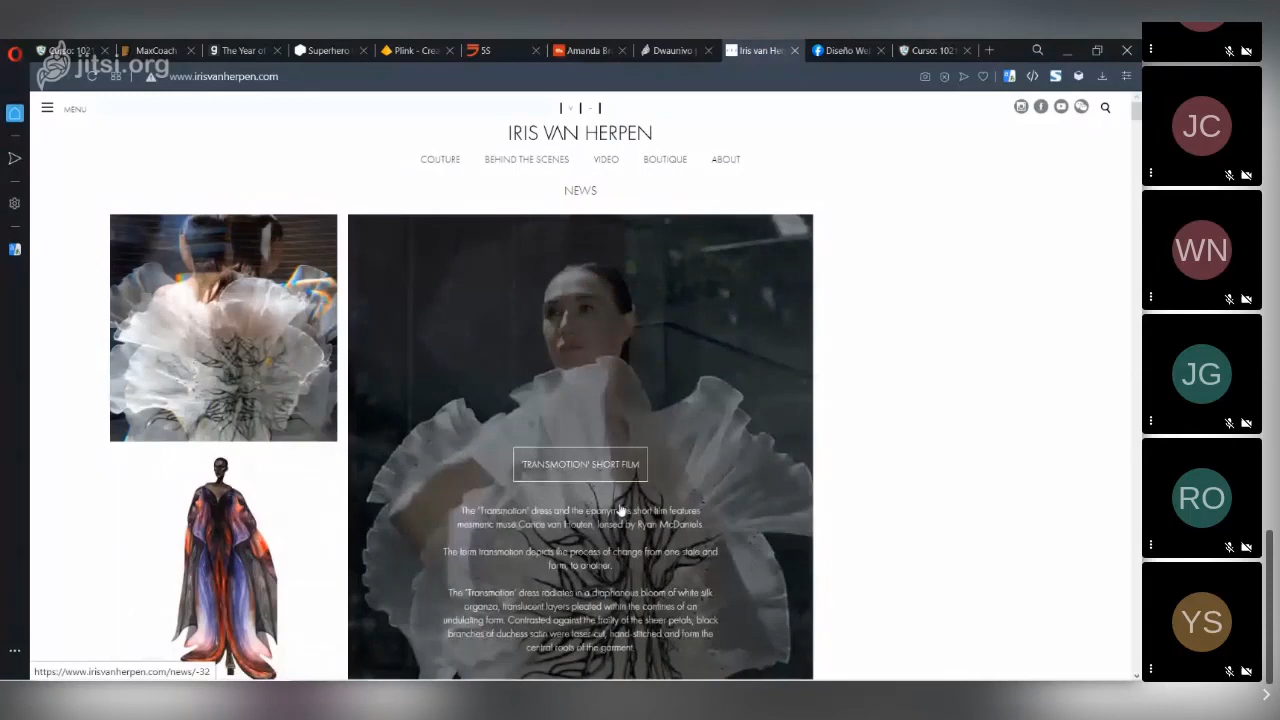 Curso: 102
MaxCoach
The Year of
Superhero
Plink - Crea
5S
Amanda Br
Dwaunivo
Iris van Her
Diseño Wel
Curso: 102
jitsi.org
www.irisvanherpen.com
MENU
IRIS VAN HERPEN
COUTURE BEHIND THE SCENES VIDEO BOUTIQUE ABOUT
NEWS
'TRANSMOTION' SHORT FILM
The 'Transmotion' dress and the eponymous short film features
mesmeric muse Carice van Houten, lensed by Ryan McDaniels.
The term transmotion depicts the process of change from one state and
form, to another.
The 'Transmotion' dress radiates in a diaphanous bloom of white silk
organza, translucent layers pleated within the confines of an
undulating form. Contrasted against the frailty of the sheer petals, black
branches of duchess satin were laser-cut, hand-stitched and form the
central roots of the garment.
https://www.irisvanherpen.com/news/-32
JC
WN
JG
RO
YS